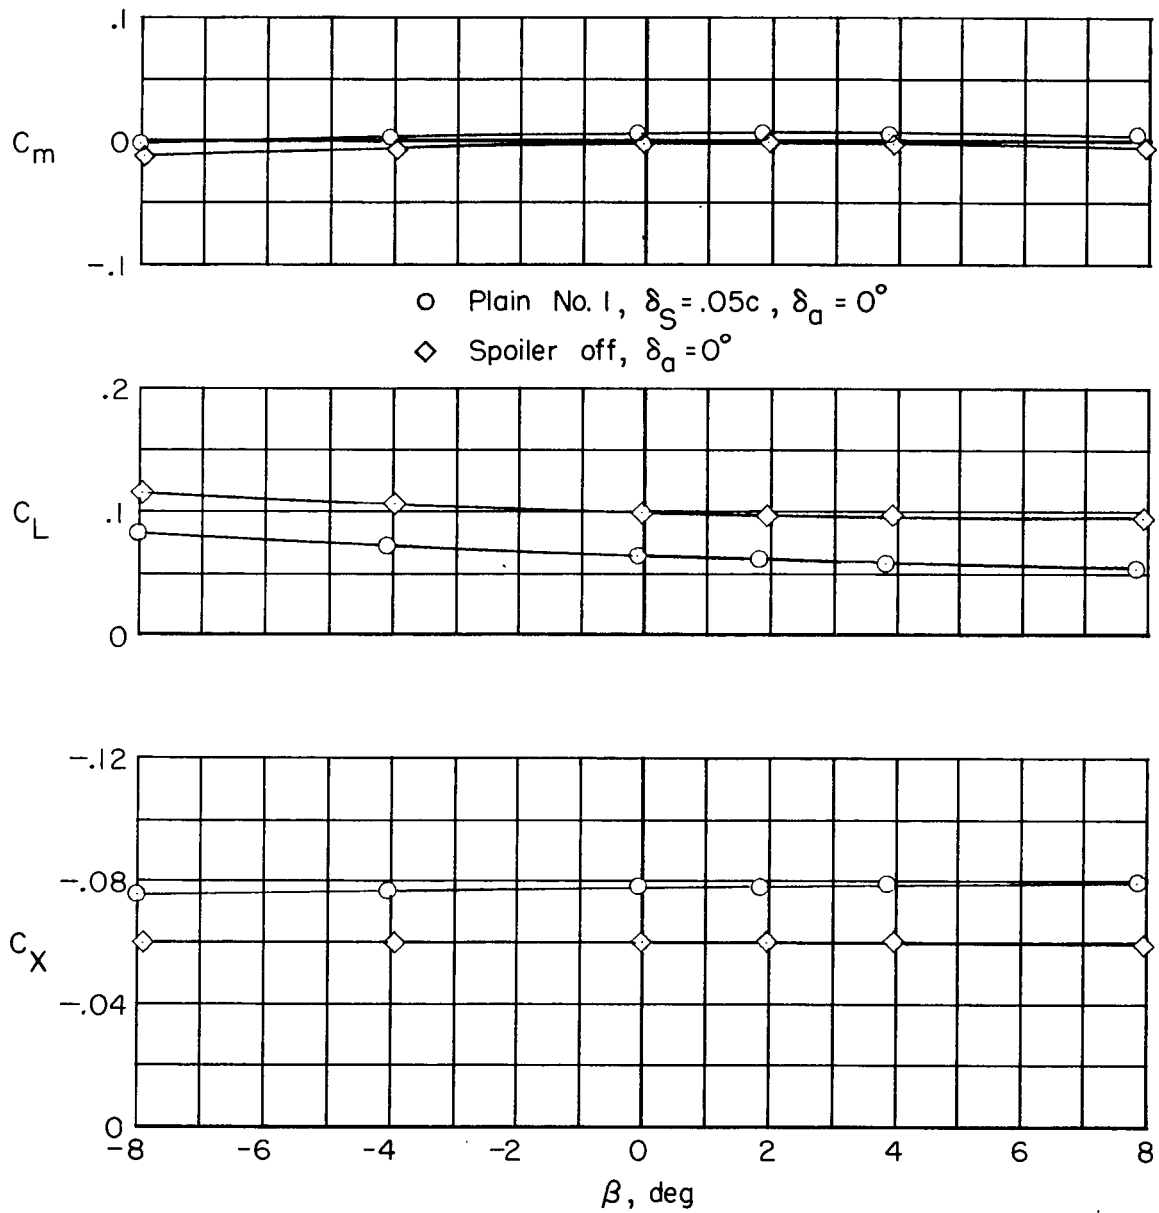 .1
C_m
0
-.1
○ Plain No. 1, δ_S = .05c, δ_a = 0°
◇ Spoiler off, δ_a = 0°
.2
C_L
.1
0
-.12
-.08
C_X
-.04
0
-8 -6 -4 -2 0 2 4 6 8
β, deg